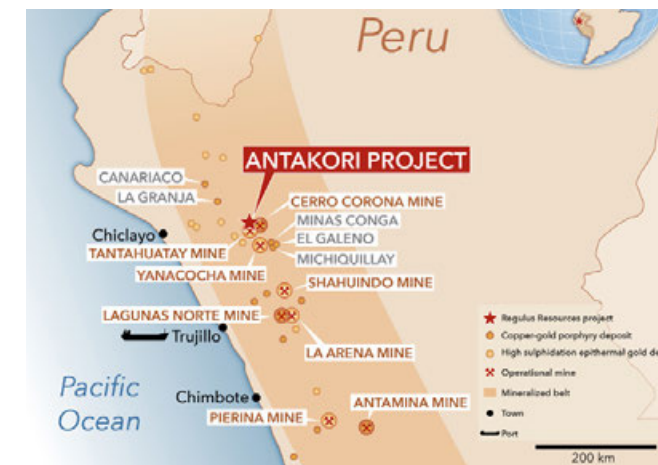 Peru
ANTAKORI PROJECT
CANARIACO
LA GRANJA
CERRO CORONA MINE
MINAS CONGA
Chiclayo
EL GALENO
TANTAHUATAY MINE
MICHIQUILLAY
YANACOCHA MINE
SHAHUINDO MINE
LAGUNAS NORTE MINE
Trujillo
LA ARENA MINE
Pacific
Ocean
Chimbote
PIERINA MINE
ANTAMINA MINE
Regulus Resources project
Copper-gold porphyry deposit
High sulphidation epithermal gold de
Operational mine
Mineralized belt
Town
Port
200 km